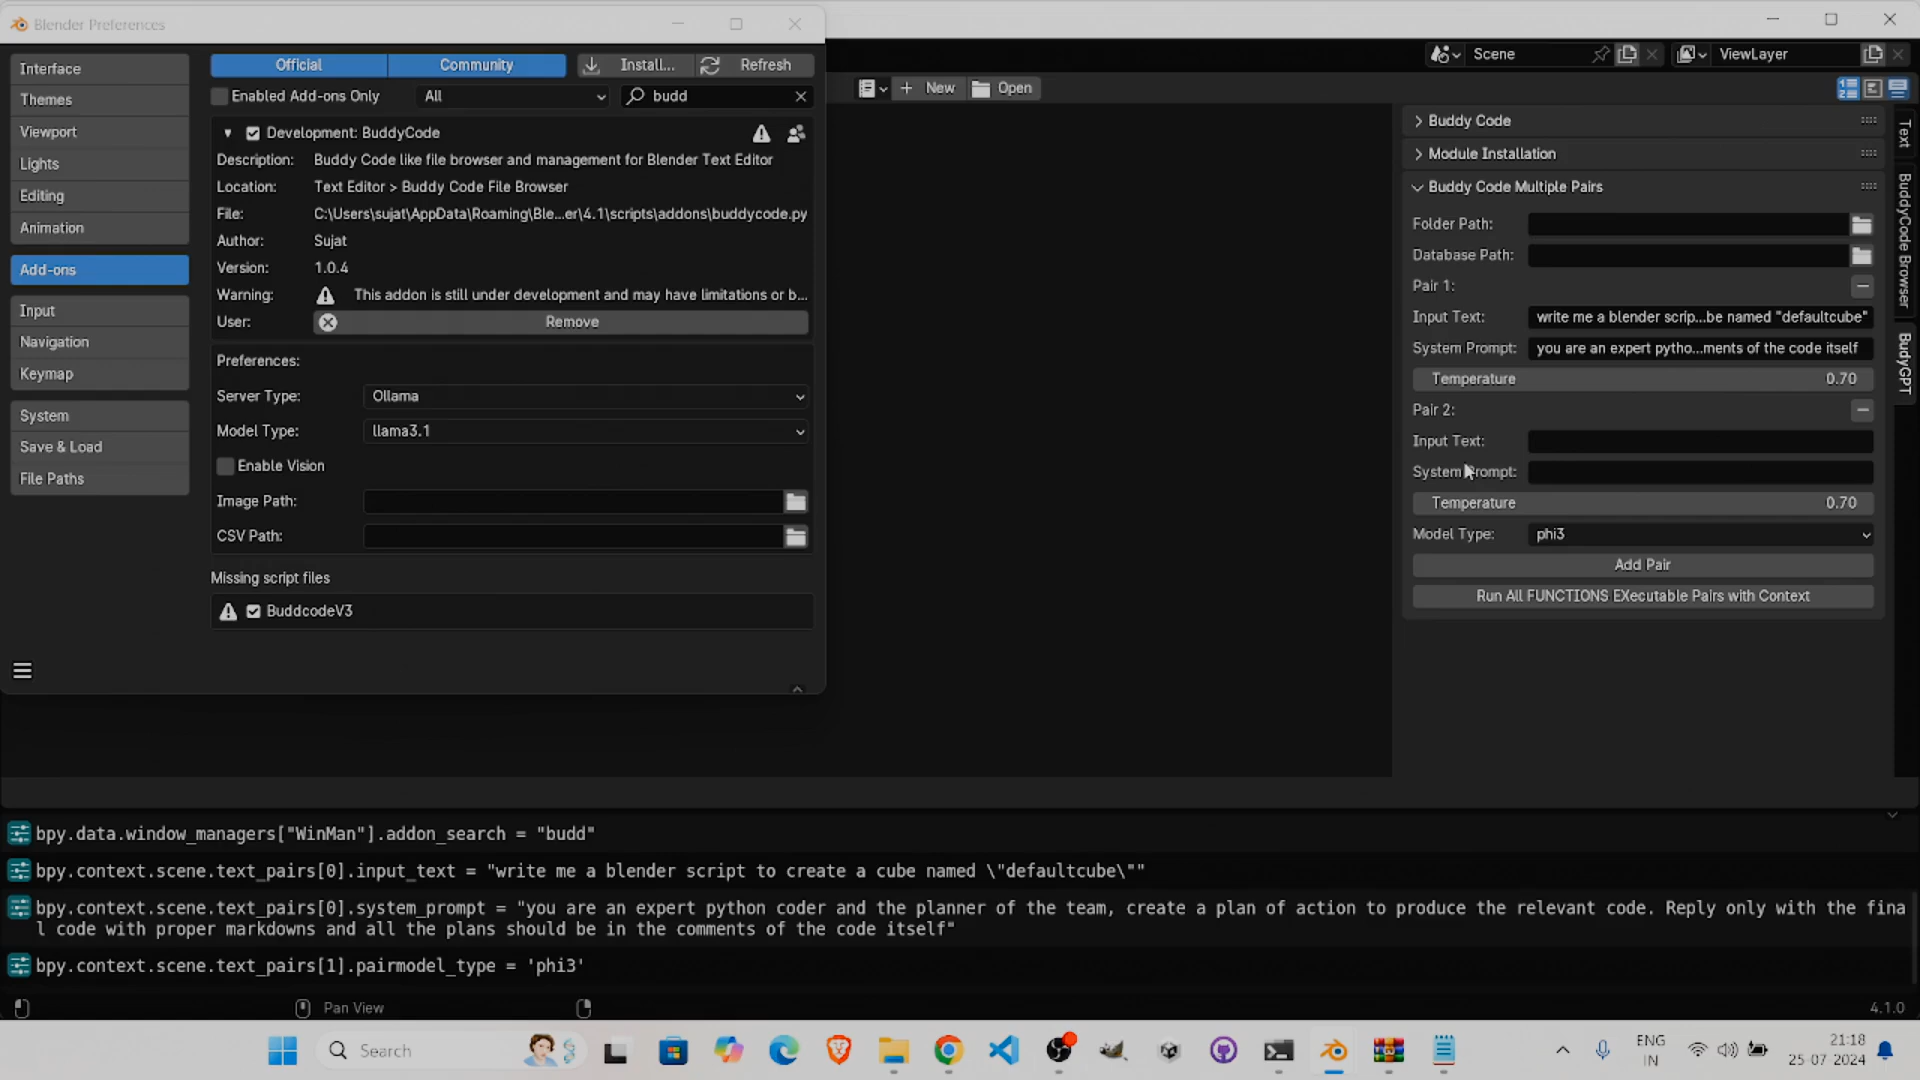 Blender Preferences
Interface
Themes
Viewport
Lights
Editing
Animation
Add-ons
Input
Navigation
Keymap
System
Save & Load
File Paths
Official
Community
Install...
Refresh
Enabled Add-ons Only
All
budd
Development: BuddyCode
Description: Buddy Code like file browser and management for Blender Text Editor
Location: Text Editor > Buddy Code File Browser
File: C:\Users\sujat\AppData\Roaming\Ble...er\4.1\scripts\addons\buddycode.py
Author: Sujat
Version: 1.0.4
Warning: This addon is still under development and may have limitations or b...
User: Remove
Preferences:
Server Type: Ollama
Model Type: llama3.1
Enable Vision
Image Path:
CSV Path:
Missing script files
BuddcodeV3
New
Open
Scene
ViewLayer
Buddy Code
Module Installation
Buddy Code Multiple Pairs
Folder Path:
Database Path:
Pair 1:
Input Text: write me a blender scrip...be named "defaultcube"
System Prompt: you are an expert pytho...ments of the code itself
Temperature 0.70
Pair 2:
Input Text:
System Prompt:
Temperature 0.70
Model Type: phi3
Add Pair
Run All FUNCTIONS EXecutable Pairs with Context
Text
BuddyCode Browser
BudyGPT
bpy.data.window_managers["WinMan"].addon_search = "budd"
bpy.context.scene.text_pairs[0].input_text = "write me a blender script to create a cube named \"defaultcube\""
bpy.context.scene.text_pairs[0].system_prompt = "you are an expert python coder and the planner of the team, create a plan of action to produce the relevant code. Reply only with the fina
l code with proper markdowns and all the plans should be in the comments of the code itself"
bpy.context.scene.text_pairs[1].pairmodel_type = 'phi3'
Pan View
4.1.0
Search
ENG
IN
21:18
25-07-2024